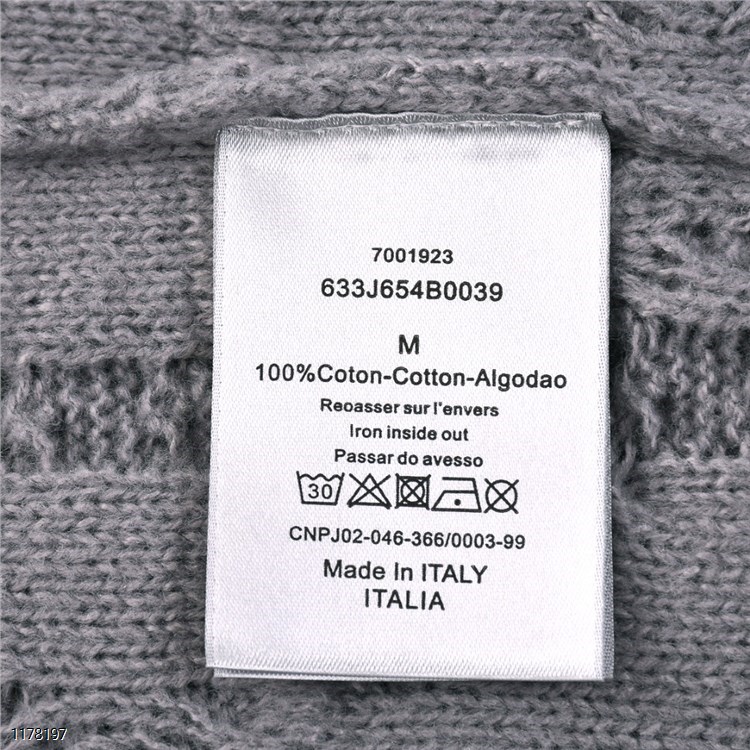 7001923
633J654B0039
M
100%Coton-Cotton-Algodao
Reoasser sur l'envers
Iron inside out
Passar do avesso
30
CNPJ02-046-366/0003-99
Made In ITALY
ITALIA
1178197